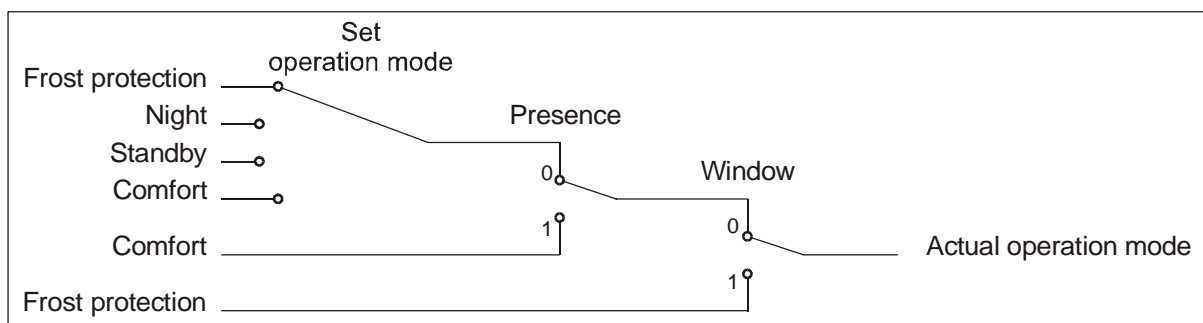 Set
operation mode
Frost protection
Night
Presence
Standby
0
Window
Comfort
1
0
Comfort
Actual operation mode
1
Frost protection